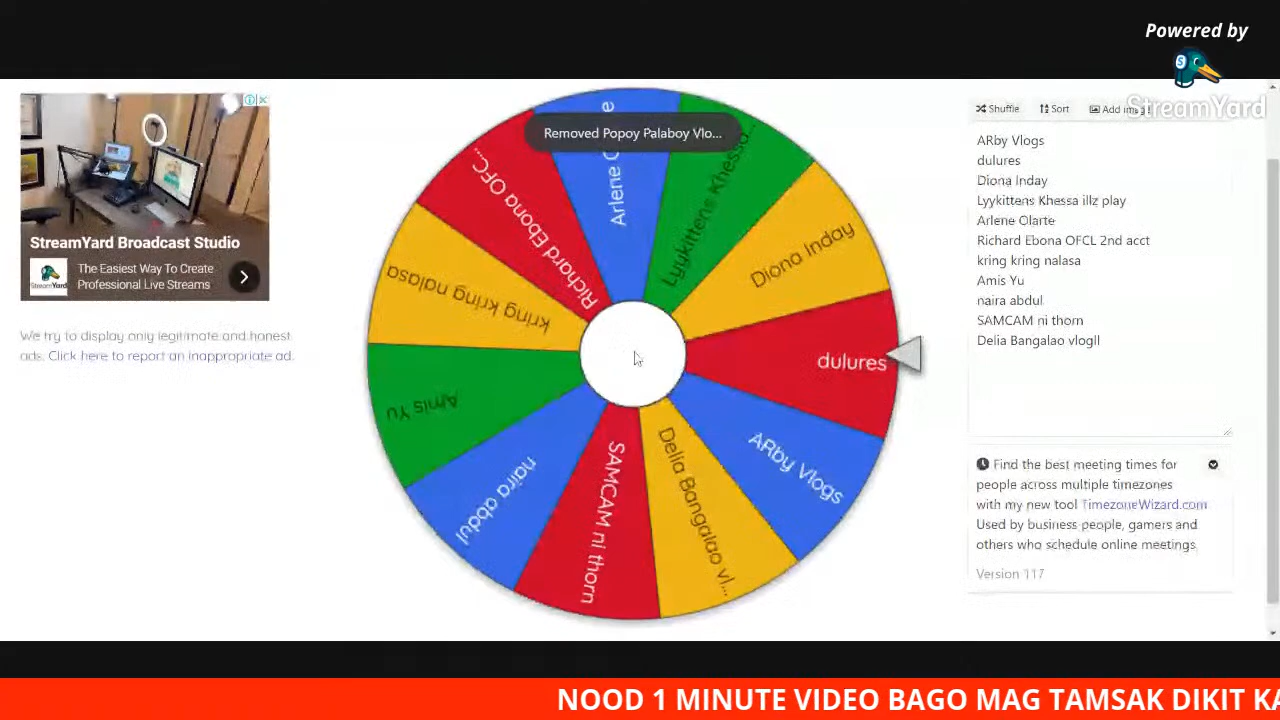 Powered by
StreamYard
Shuffle
Sort
Removed Popoy Palaboy Vlo...
ARby Vlogs
dulures
Diona Inday
Lyykittens Khessa illz play
Arlene Olarte
Richard Ebona OFCL 2nd acct
kring kring nalasa
Amis Yu
naira abdul
SAMCAM ni thorn
Delia Bangalao vlogll
StreamYard Broadcast Studio
StreamYard
The Easiest Way To Create
Professional Live Streams
We try to display only legitimate and honest
ads. Click here to report an inappropriate ad.
Arlene
Lyykittens Khessa...
Diona Inday
dulures
ARby Vlogs
Delia Bangalao vl...
SAMCAM ni thorn
naira abdul
Amis Yu
kring kring nalasa
Richard Ebona OFC...
Find the best meeting times for
people across multiple timezones
with my new tool TimezoneWizard.com
Used by business people, gamers and
others who schedule online meetings
Version 117
NOOD 1 MINUTE VIDEO BAGO MAG TAMSAK DIKIT KA